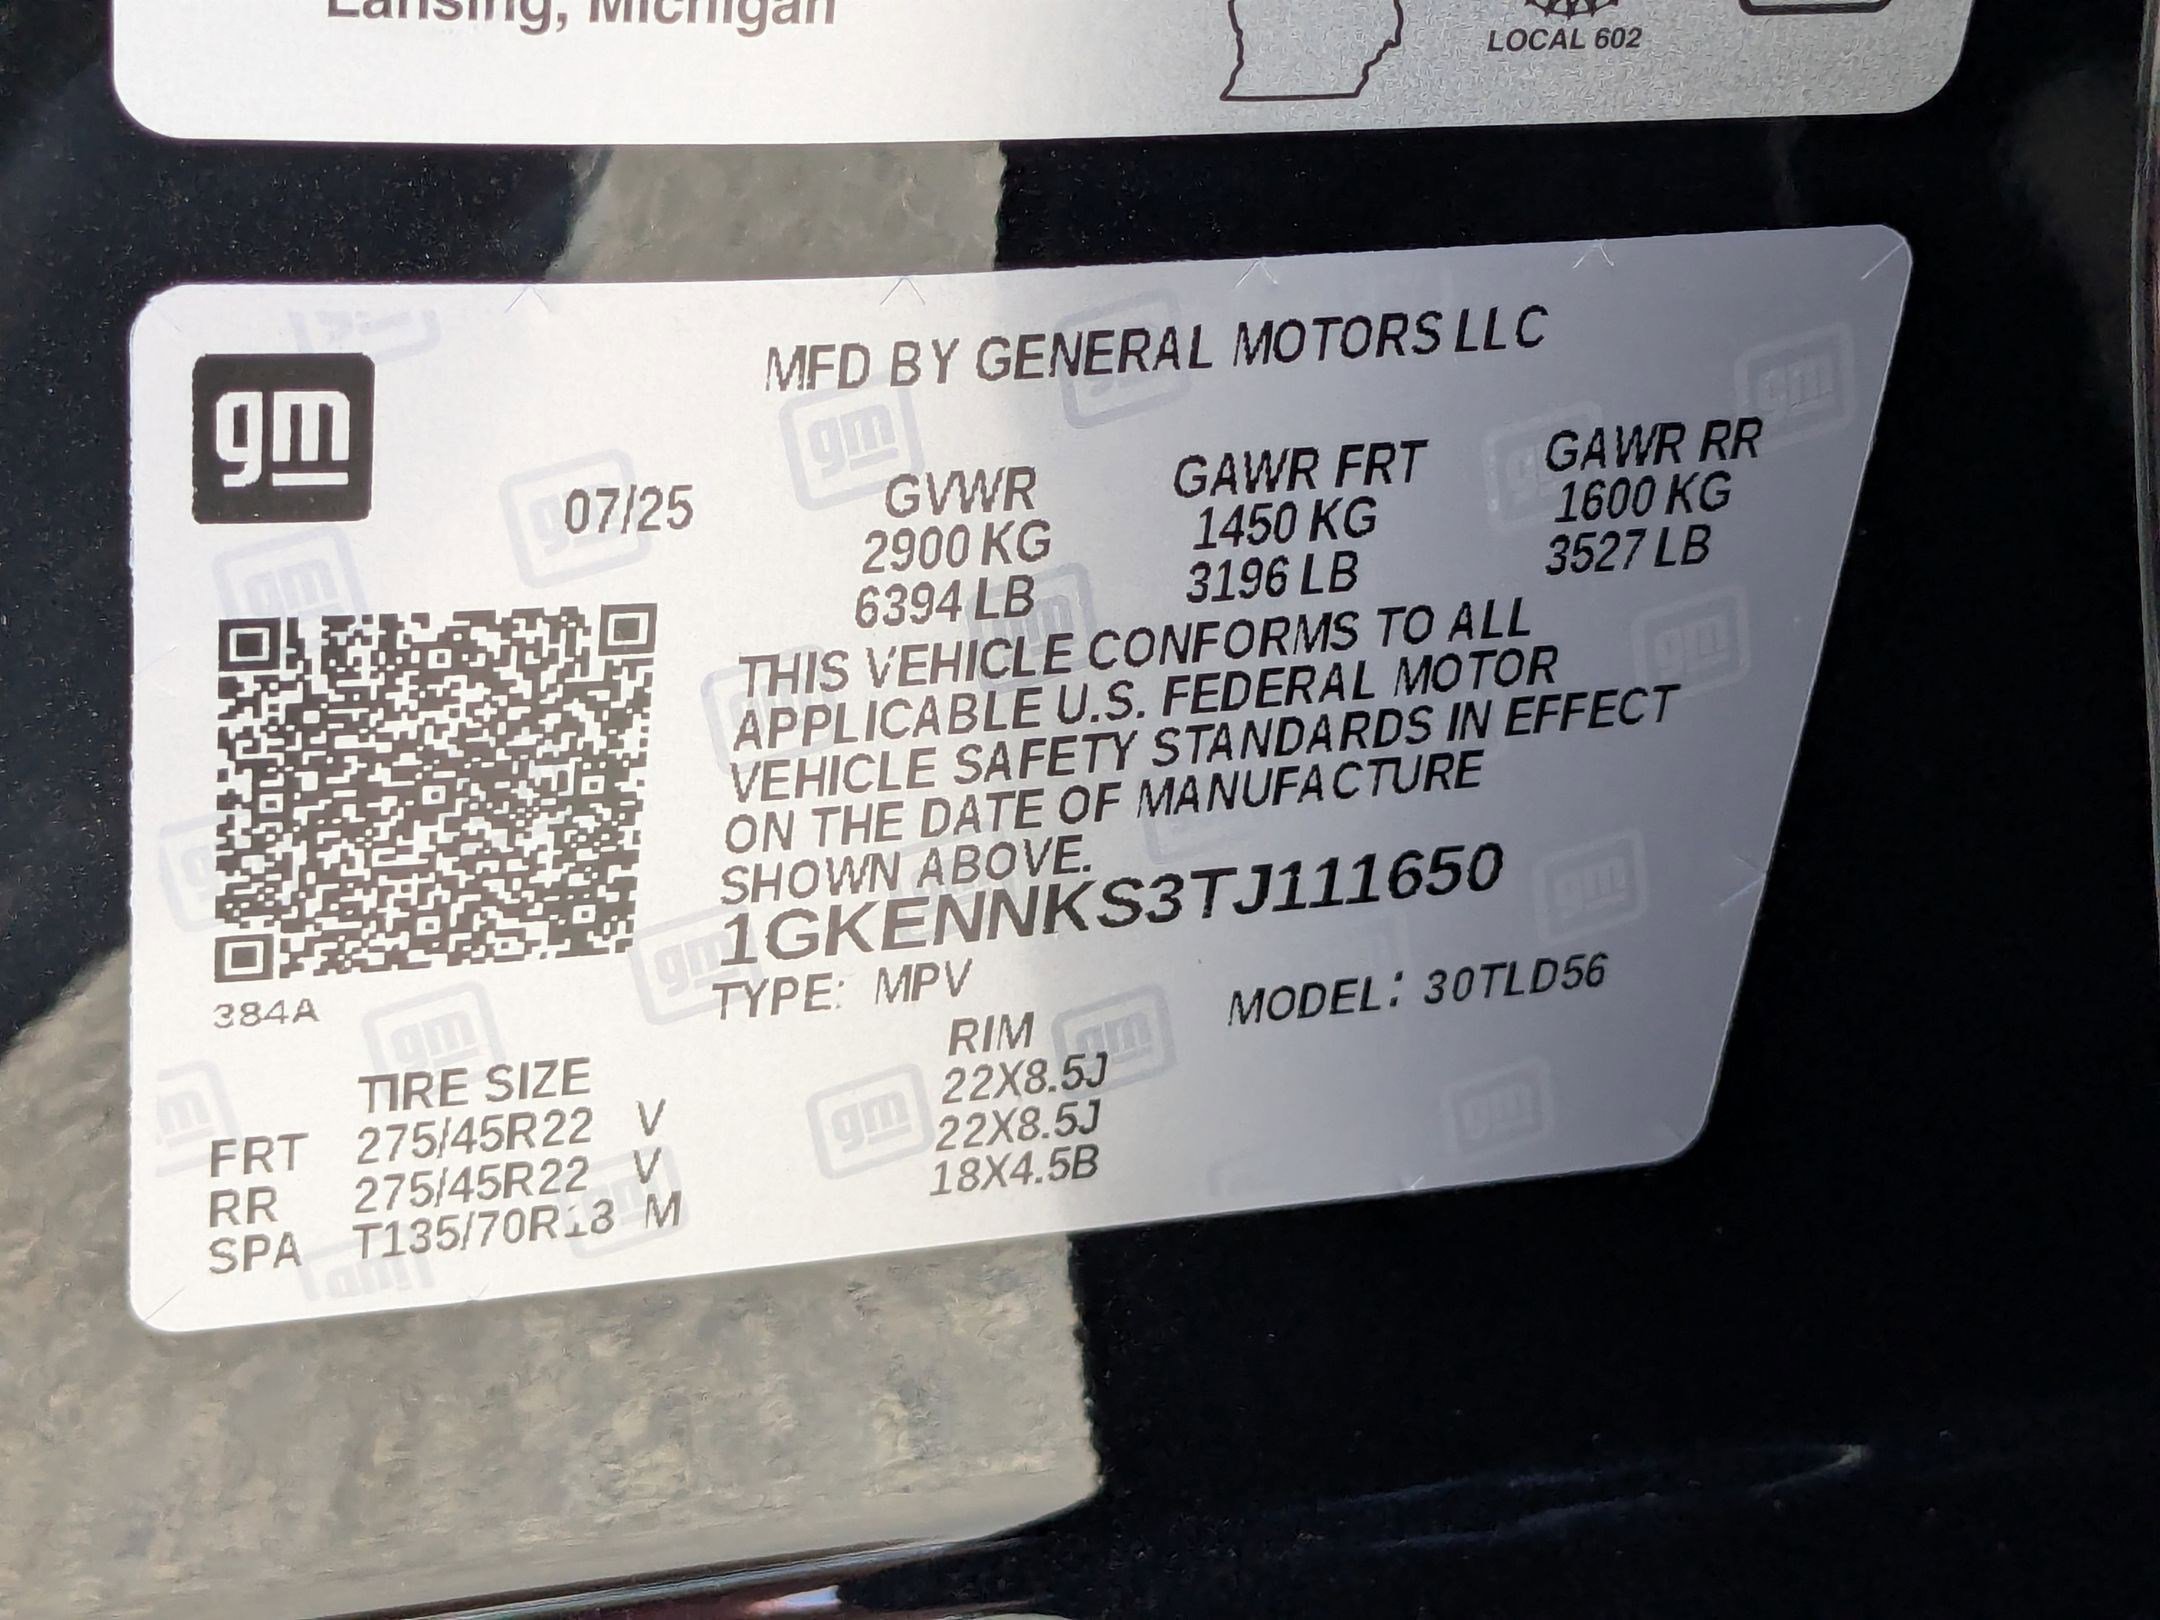 Lansing, Michigan
LOCAL 602
gm
MFD BY GENERAL MOTORS LLC
07/25
GVWR GAWR FRT GAWR RR
2900 KG 1450 KG 1600 KG
6394 LB 3196 LB 3527 LB
THIS VEHICLE CONFORMS TO ALL
APPLICABLE U.S. FEDERAL MOTOR
VEHICLE SAFETY STANDARDS IN EFFECT
ON THE DATE OF MANUFACTURE
SHOWN ABOVE.
1GKENNKS3TJ111650
TYPE: MPV MODEL: 30TLD56
384A
TIRE SIZE RIM
FRT 275/45R22 V 22X8.5J
RR 275/45R22 V 22X8.5J
SPA T135/70R18 M 18X4.5B